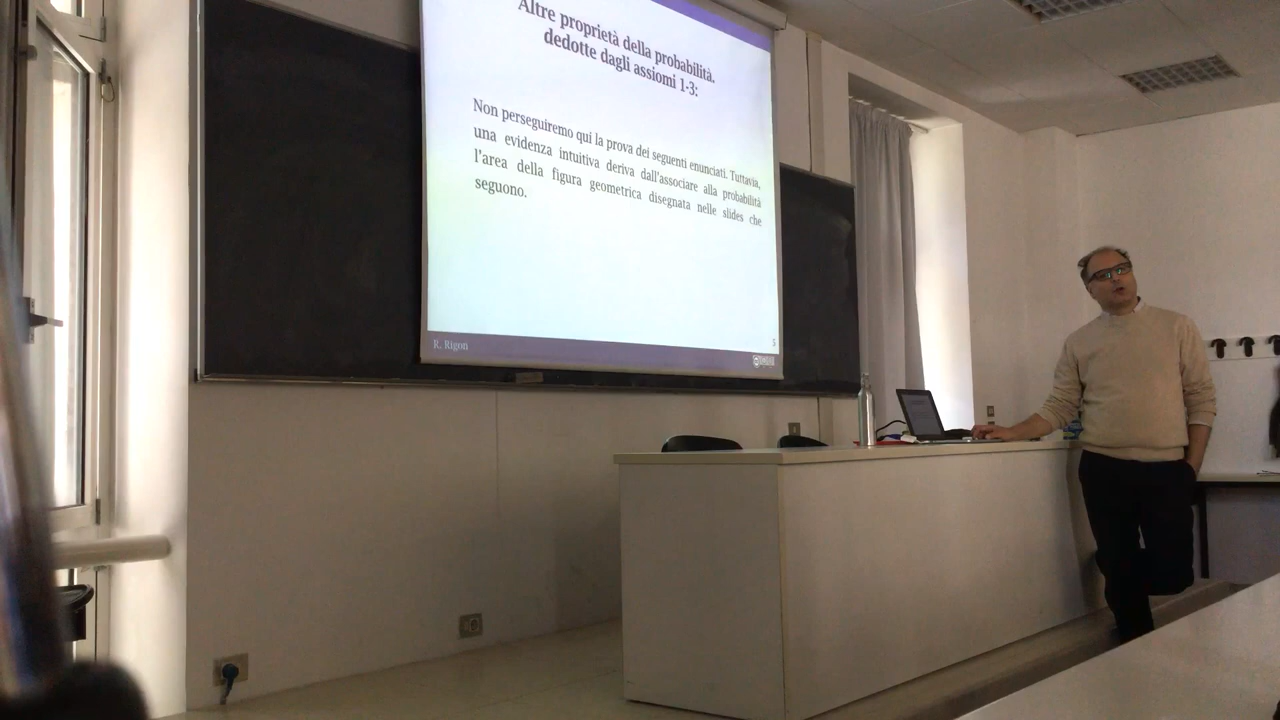 Altre proprietà della probabilità.
dedotte dagli assiomi 1-3:
Non perseguiremo qui la prova dei seguenti enunciati. Tuttavia,
una evidenza intuitiva deriva dall'associare alla probabilità
l'area della figura geometrica disegnata nelle slides che
seguono.
R. Rigon
5